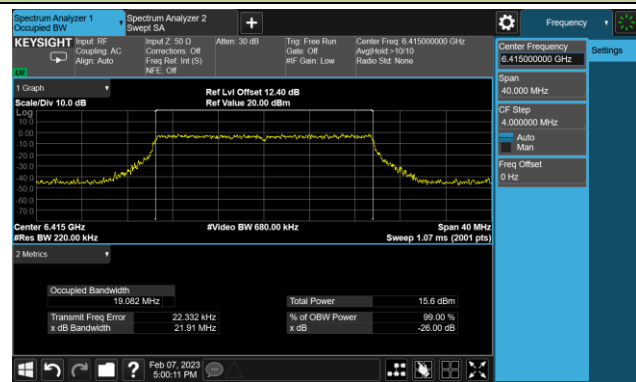 Spectrum Analyzer 1
Occupied BW
Spectrum Analyzer 2
Swept SA
Frequency
KEYSIGHT
LXI
Input: RF
Coupling: AC
Align: Auto
Input Z: 50 Ω
Corrections: Off
Freq Ref: Int (S)
NFE: Off
Atten: 30 dB
Trig: Free Run
Gate: Off
#IF Gain: Low
Center Freq: 6.415000000 GHz
Avg|Hold:>10/10
Radio Std: None
Center Frequency
6.415000000 GHz
Settings
Span
40.000 MHz
CF Step
4.000000 MHz
Auto
Man
Freq Offset
0 Hz
1 Graph
Scale/Div 10.0 dB
Ref Lvl Offset 12.40 dB
Ref Value 20.00 dBm
Log
10.0
0.00
-10.0
-20.0
-30.0
-40.0
-50.0
-60.0
-70.0
Center 6.415 GHz
#Video BW 680.00 kHz
Span 40 MHz
#Res BW 220.00 kHz
Sweep 1.07 ms (2001 pts)
2 Metrics
Occupied Bandwidth
19.082 MHz
Total Power
15.6 dBm
Transmit Freq Error
22.332 kHz
% of OBW Power
99.00 %
x dB Bandwidth
21.91 MHz
x dB
-26.00 dB
?
Feb 07, 2023
5:00:11 PM